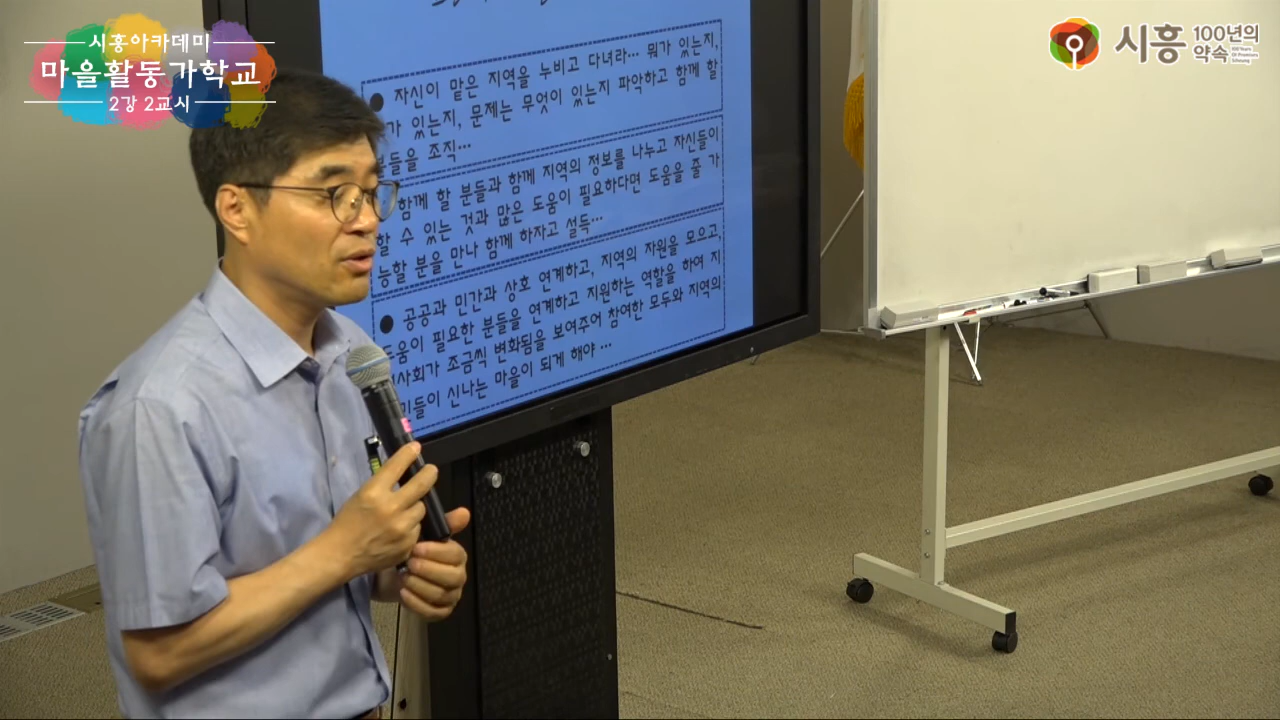 시흥아카데미
마을활동가학교
2강 2교시
시흥 100년의 약속
100 Years Of Promises Siheung
● 자신이 맡은 지역을 누비고 다녀라... 뭐가 있는지,
가 있는지, 문제는 무엇이 있는지 파악하고 함께 할
분들을 조직...
함께 할 분들과 함께 지역의 정보를 나누고 자신들이
할 수 있는 것과 많은 도움이 필요하다면 도움을 줄 가
능할 분을 만나 함께 하자고 설득...
● 공공과 민간과 상호 연계하고, 지역의 자원을 모으고,
도움이 필요한 분들을 연계하고 지원하는 역할을 하여 지
역사회가 조금씩 변화됨을 보여주어 참여한 모두와 지역의
들이 신나는 마을이 되게 해야 ...